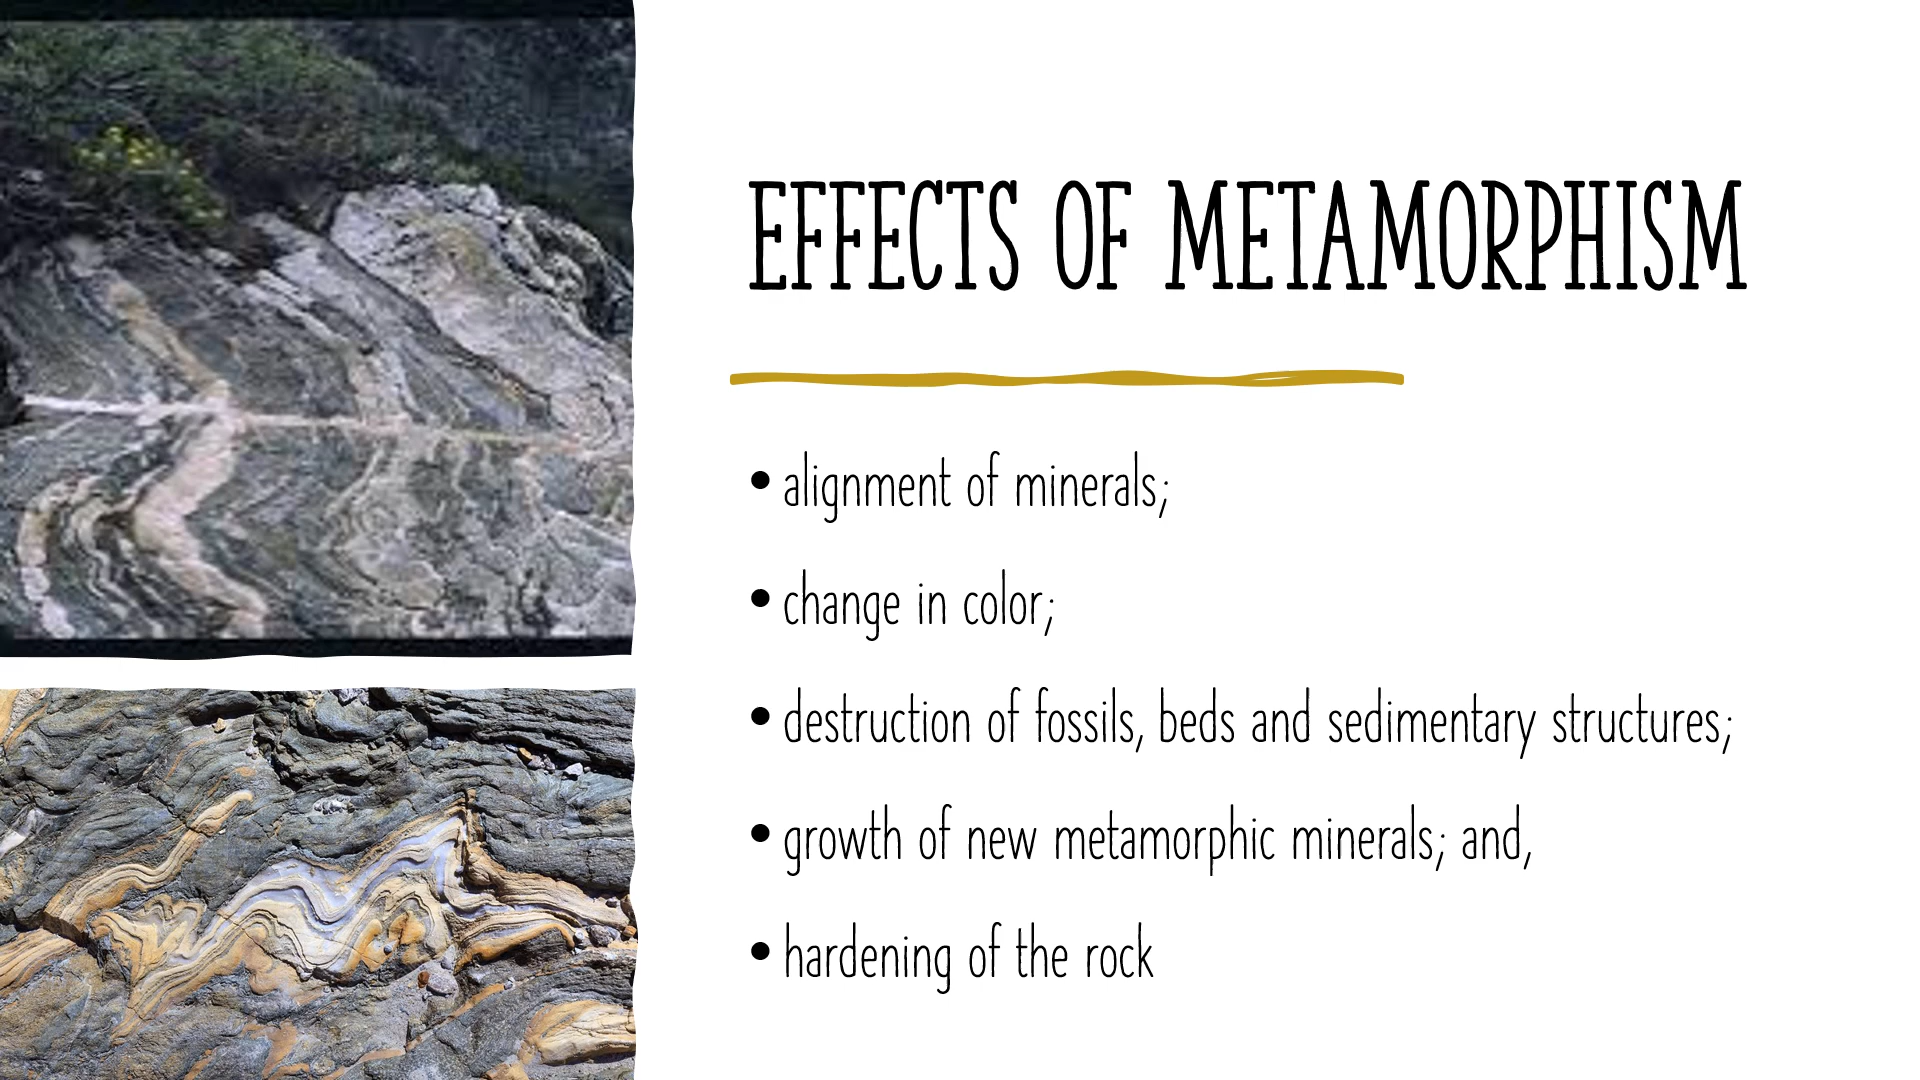 EFFECTS OF METAMORPHISM
• alignment of minerals;
• change in color;
• destruction of fossils, beds and sedimentary structures;
• growth of new metamorphic minerals; and,
• hardening of the rock